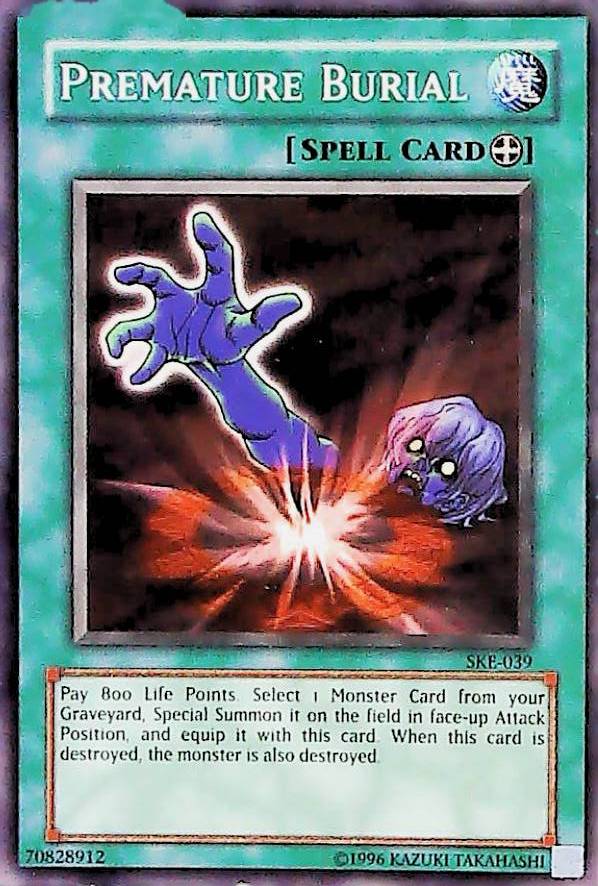 PREMATURE BURIAL 魔
[SPELL CARD]
SKE-039
Pay 800 Life Points. Select 1 Monster Card from your
Graveyard, Special Summon it on the field in face-up Attack
Position, and equip it with this card. When this card is
destroyed, the monster is also destroyed.
70828912 ©1996 KAZUKI TAKAHASHI